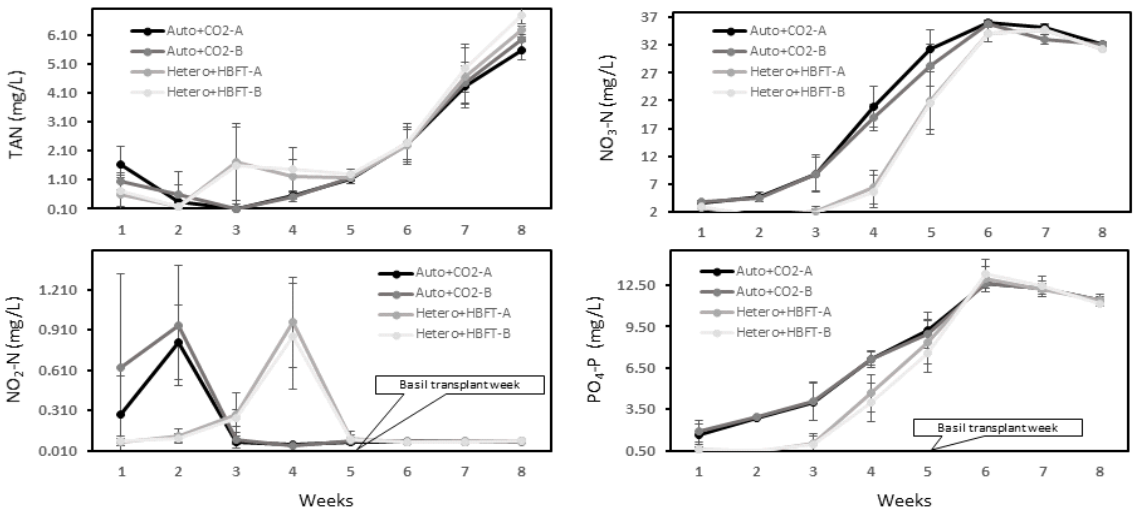 TAN (mg/L)
6.10
5.10
4.10
3.10
2.10
1.10
0.10
Auto+CO2-A
Auto+CO2-B
Hetero+HBFT-A
Hetero+HBFT-B
1 2 3 4 5 6 7 8
NO3-N (mg/L)
37
32
27
22
17
12
7
2
Auto+CO2-A
Auto+CO2-B
Hetero+HBFT-A
Hetero+HBFT-B
1 2 3 4 5 6 7 8
NO2-N (mg/L)
1.210
0.910
0.610
0.310
0.010
Auto+CO2-A
Auto+CO2-B
Hetero+HBFT-A
Hetero+HBFT-B
Basil transplant week
1 2 3 4 5 6 7 8
Weeks
PO4-P (mg/L)
12.50
9.50
6.50
3.50
0.50
Auto+CO2-A
Auto+CO2-B
Hetero+HBFT-A
Hetero+HBFT-B
Basil transplant week
1 2 3 4 5 6 7 8
Weeks